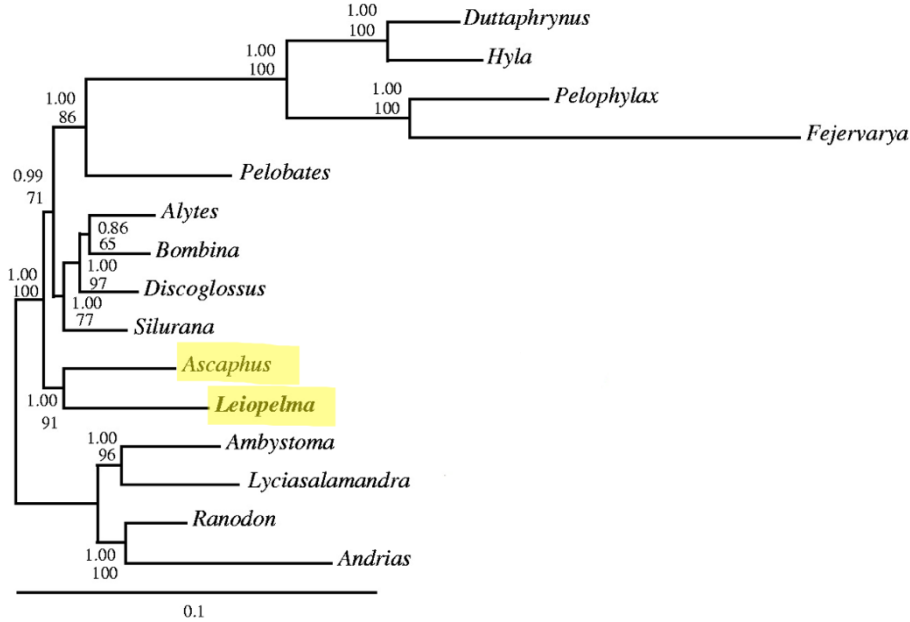 1.00
100
Duttaphrynus
Hyla
1.00
100
1.00
100
Pelophylax
Fejervarya
1.00
86
Pelobates
0.99
71
Alytes
0.86
65
Bombina
1.00
97
Discoglossus
1.00
77
Silurana
1.00
100
Ascaphus
Leiopelma
1.00
91
1.00
96
Ambystoma
Lyciasalamandra
Ranodon
1.00
100
Andrias
0.1